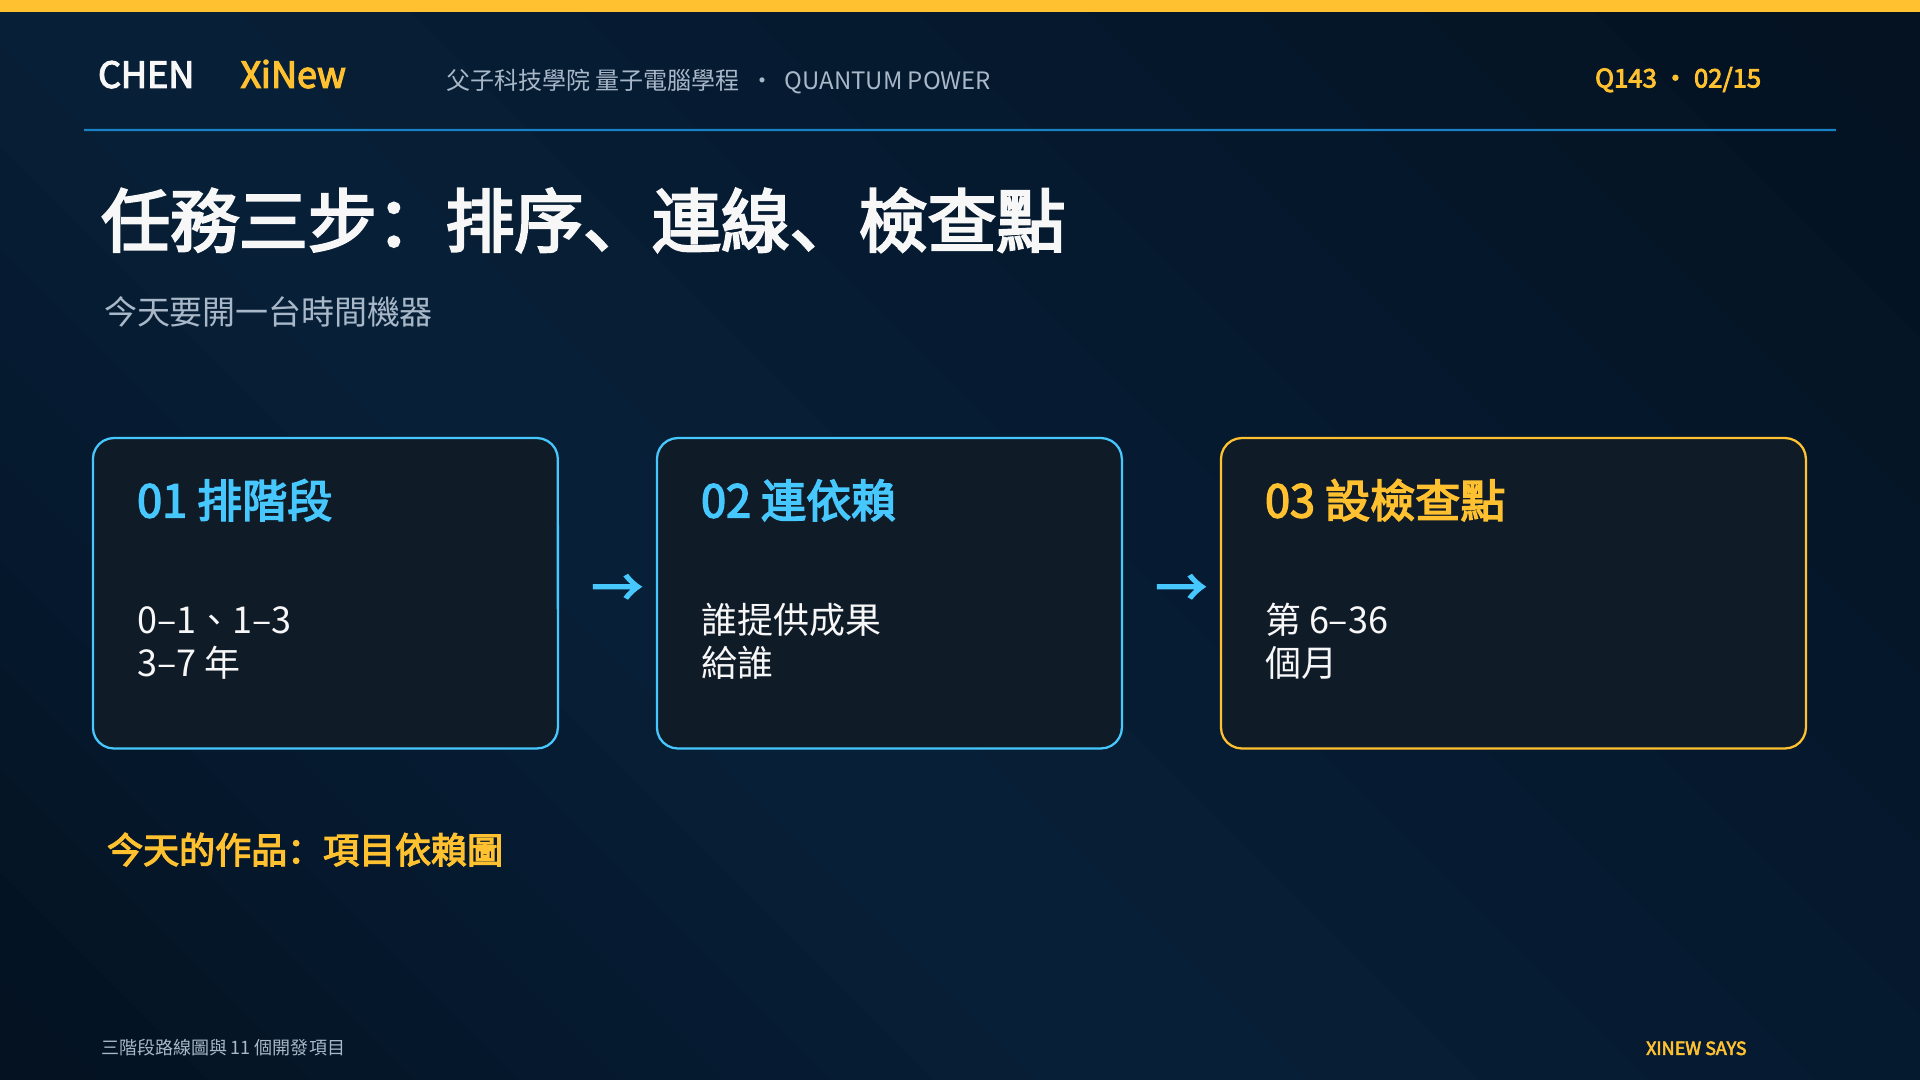 CHEN XiNew 父子科技學院 量子電腦學程 • QUANTUM POWER Q143 • 02/15
任務三步：排序、連線、檢查點
今天要開一台時間機器
01 排階段
0–1、1–3
3–7 年
→
02 連依賴
誰提供成果
給誰
→
03 設檢查點
第 6–36
個月
今天的作品：項目依賴圖
三階段路線圖與 11 個開發項目
XINEW SAYS